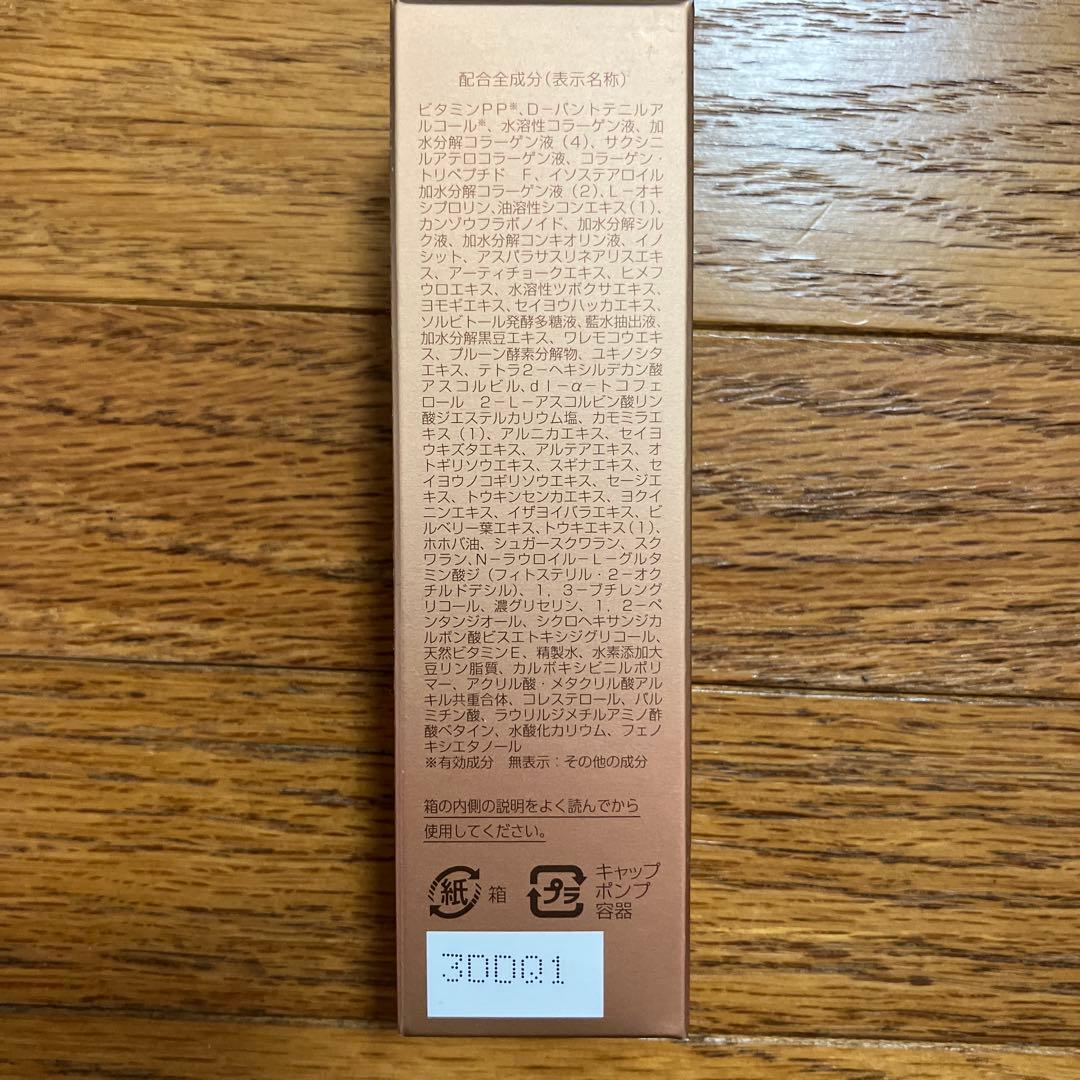 配合全成分(表示名称)
ビタミンPP※、D−パントテニルア
ルコール※、水溶性コラーゲン液、加
水分解コラーゲン液(4)、サクシニ
ルアテロコラーゲン液、コラーゲン・
トリペプチド F、イソステアロイル
加水分解コラーゲン液(2)、L−オキ
シプロリン、油溶性シコンエキス(1)、
カンゾウフラボノイド、加水分解シル
ク液、加水分解コンキオリン液、イノ
シット、アスパラサスリネアリスエキ
ス、アーティチョークエキス、ヒメフ
ウロエキス、水溶性ツボクサエキス、
ヨモギエキス、セイヨウハッカエキス、
ソルビトール発酵多糖液、藍水抽出液、
加水分解黒豆エキス、ワレモコウエキ
ス、プルーン酵素分解物、ユキノシタ
エキス、テトラ2−ヘキシルデカン酸
アスコルビル、dl−α−トコフェ
ロール 2−L−アスコルビン酸リン
酸ジエステルカリウム塩、カモミラエ
キス(1)、アルニカエキス、セイヨ
ウキズタエキス、アルテアエキス、オ
トギリソウエキス、スギナエキス、セ
イヨウノコギリソウエキス、セージエ
キス、トウキンセンカエキス、ヨクイ
ニンエキス、イザヨイバラエキス、ビ
ルベリー葉エキス、トウキエキス(1)、
ホホバ油、シュガースクワラン、スク
ワラン、N−ラウロイル−L−グルタ
ミン酸ジ(フィトステリル・2−オク
チルドデシル)、1,3−ブチレング
リコール、濃グリセリン、1,2−ペ
ンタンジオール、シクロヘキサンジカ
ルボン酸ビスエトキシジグリコール、
天然ビタミンE、精製水、水素添加大
豆リン脂質、カルボキシビニルポリ
マー、アクリル酸・メタクリル酸アル
キル共重合体、コレステロール、パル
ミチン酸、ラウリルジメチルアミノ酢
酸ベタイン、水酸化カリウム、フェノ
キシエタノール
※有効成分 無表示:その他の成分
箱の内側の説明をよく読んでから
使用してください。
紙 箱
プラ キャップ
ポンプ
容器
3DDQ1